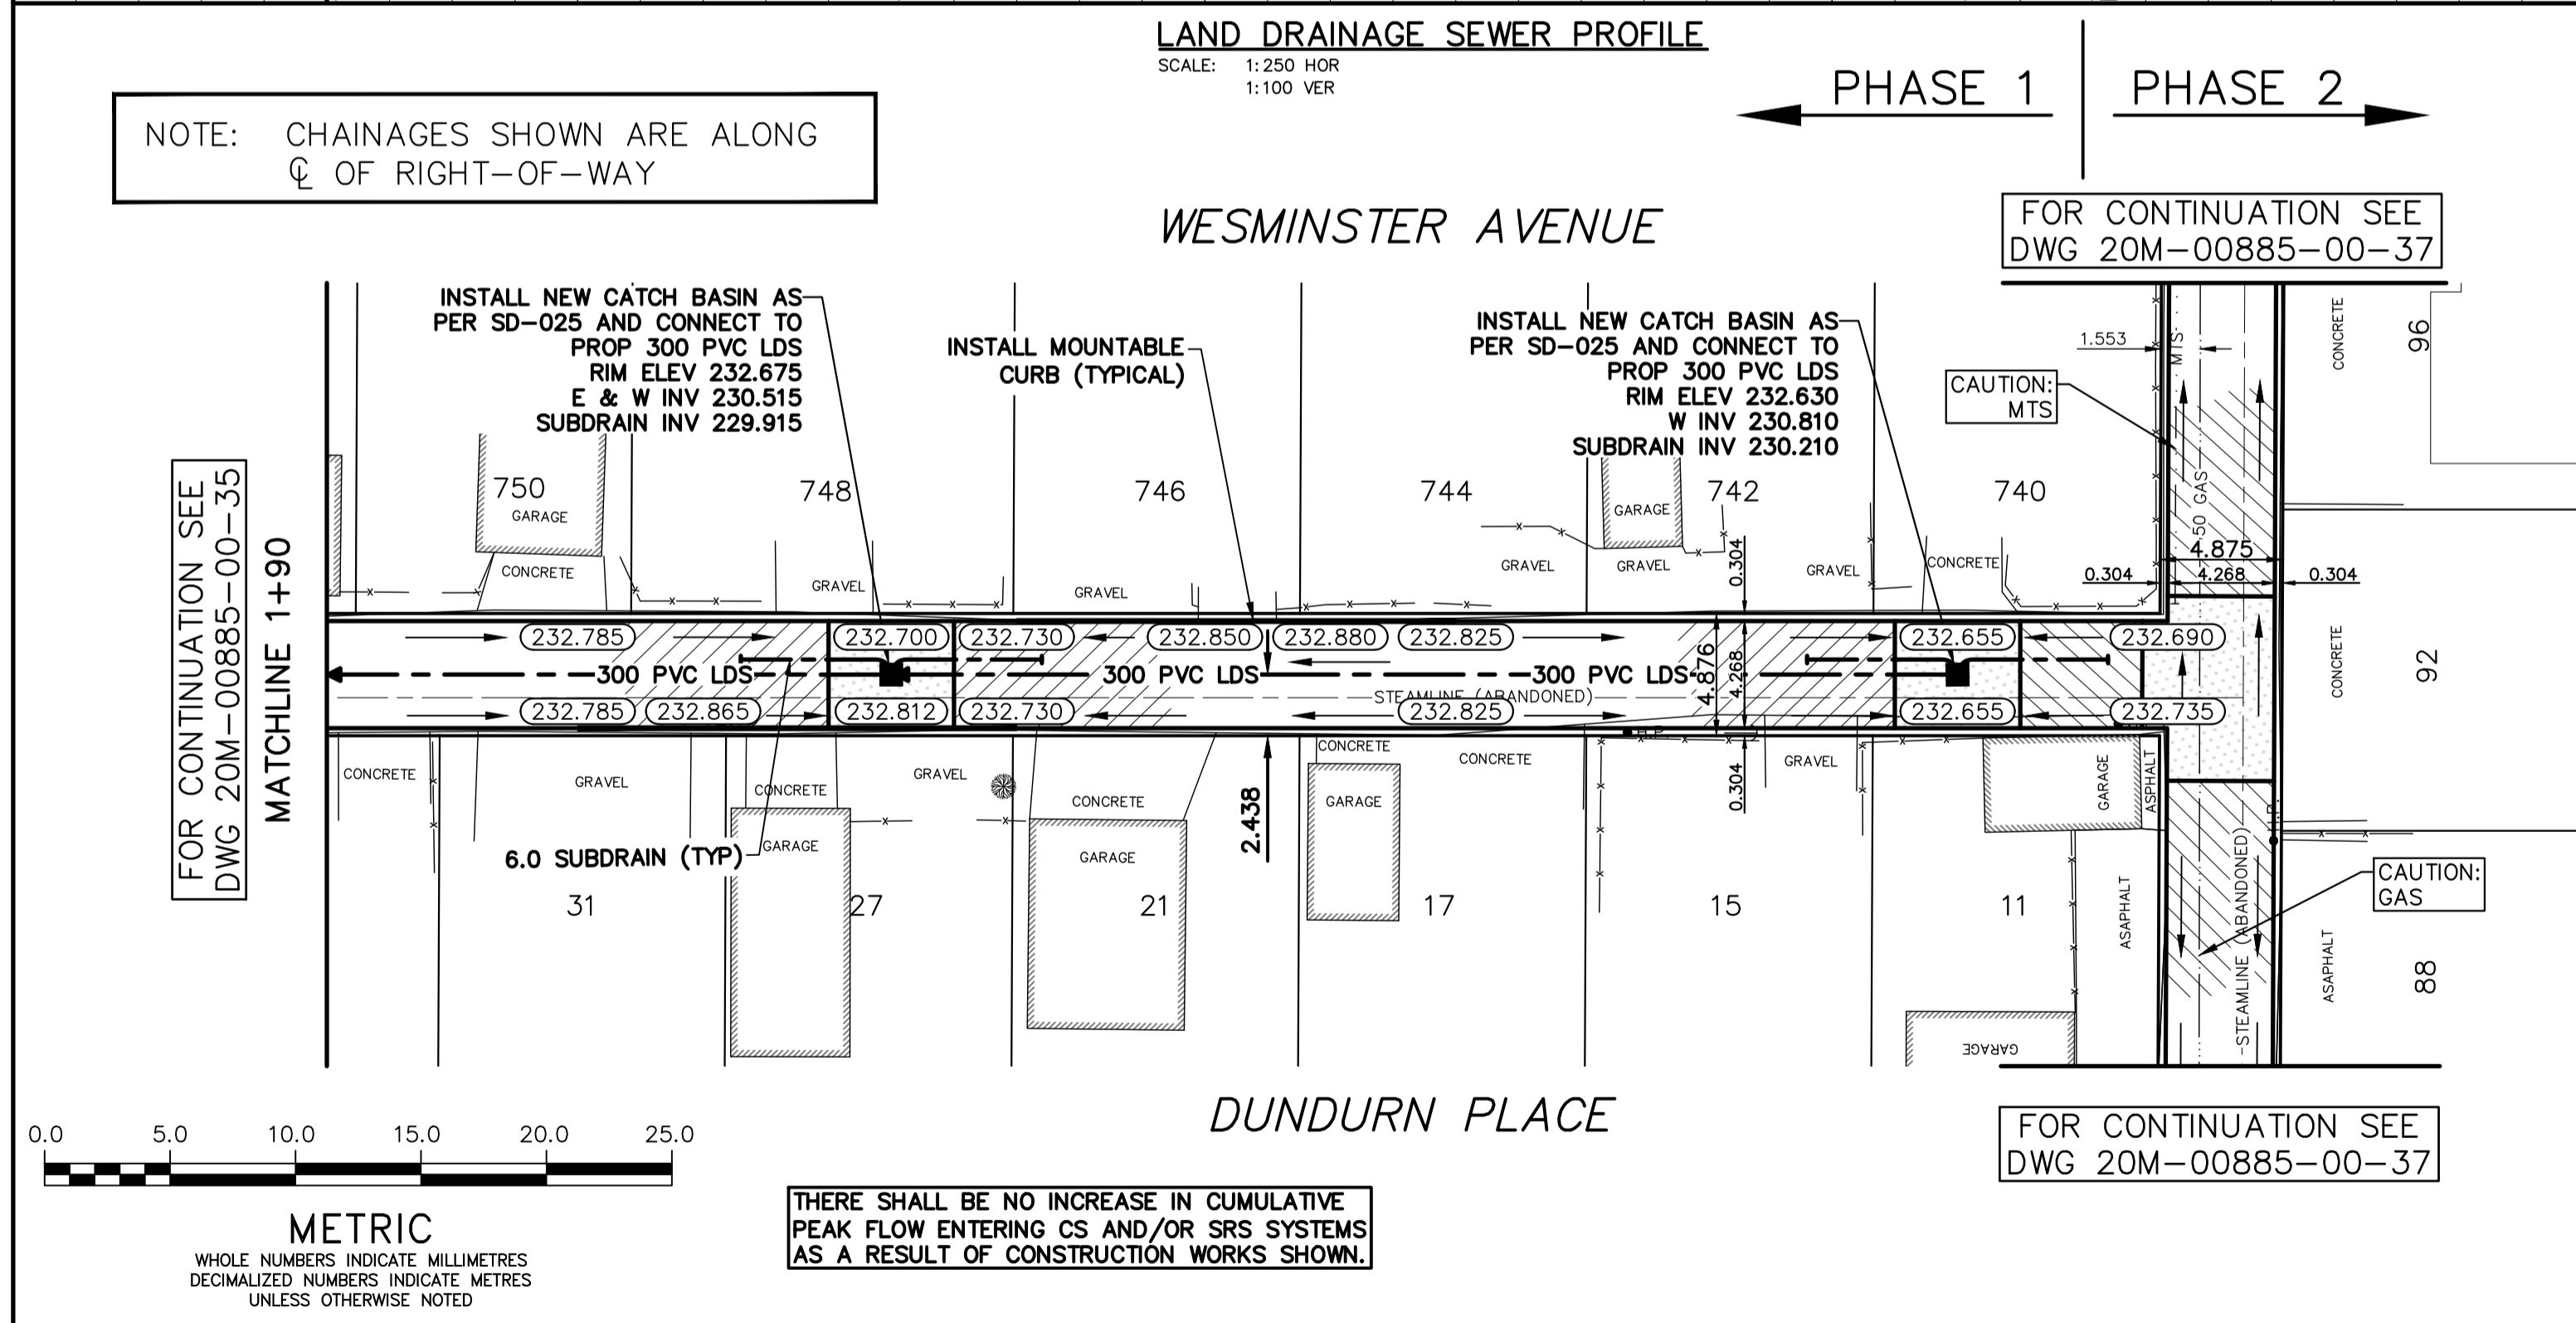 LAND DRAINAGE SEWER PROFILE
SCALE: 1:250 HOR
1:100 VER
PHASE 1
PHASE 2
NOTE: CHAINAGES SHOWN ARE ALONG
℄ OF RIGHT-OF-WAY
WESMINSTER AVENUE
FOR CONTINUATION SEE
DWG 20M-00885-00-37
INSTALL NEW CATCH BASIN AS
PER SD-025 AND CONNECT TO
PROP 300 PVC LDS
RIM ELEV 232.675
E & W INV 230.515
SUBDRAIN INV 229.915
INSTALL MOUNTABLE
CURB (TYPICAL)
INSTALL NEW CATCH BASIN AS
PER SD-025 AND CONNECT TO
PROP 300 PVC LDS
RIM ELEV 232.630
W INV 230.810
SUBDRAIN INV 230.210
1.553
MTS
CAUTION:
MTS
CONCRETE
96
FOR CONTINUATION SEE
DWG 20M-00885-00-35
MATCHLINE 1+90
750
GARAGE
CONCRETE
748
GRAVEL
746
GRAVEL
744
GRAVEL
GARAGE
GRAVEL
742
0.304
GRAVEL
740
CONCRETE
50 GAS
4.875
0.304
4.268
0.304
232.785
232.700
232.730
232.850
232.880
232.825
232.655
232.690
300 PVC LDS
300 PVC LDS
300 PVC LDS
4.876
4.268
STEAMLINE (ABANDONED)
232.785
232.865
232.812
232.730
232.825
232.655
232.735
CONCRETE
92
H.P.
CONCRETE
GRAVEL
CONCRETE
GRAVEL
CONCRETE
2.438
CONCRETE
GARAGE
CONCRETE
0.304
GRAVEL
GARAGE
ASPHALT
6.0 SUBDRAIN (TYP)
GARAGE
GARAGE
31
27
21
17
15
11
ASAPHALT
STEAMLINE (ABANDONED)
CAUTION:
GAS
ASAPHALT
88
GARAGE
DUNDURN PLACE
FOR CONTINUATION SEE
DWG 20M-00885-00-37
0.0 5.0 10.0 15.0 20.0 25.0
METRIC
WHOLE NUMBERS INDICATE MILLIMETRES
DECIMALIZED NUMBERS INDICATE METRES
UNLESS OTHERWISE NOTED
THERE SHALL BE NO INCREASE IN CUMULATIVE
PEAK FLOW ENTERING CS AND/OR SRS SYSTEMS
AS A RESULT OF CONSTRUCTION WORKS SHOWN.